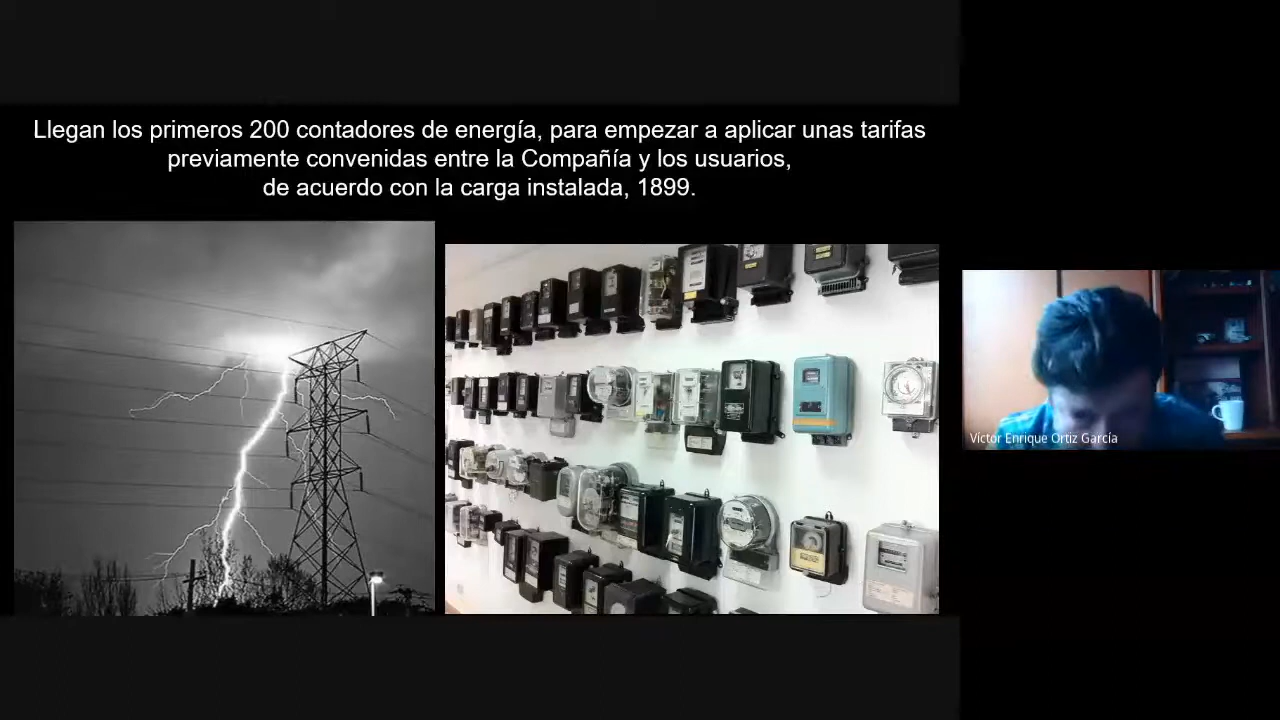 Llegan los primeros 200 contadores de energía, para empezar a aplicar unas tarifas
previamente convenidas entre la Compañía y los usuarios,
de acuerdo con la carga instalada, 1899.
Víctor Enrique Ortiz García